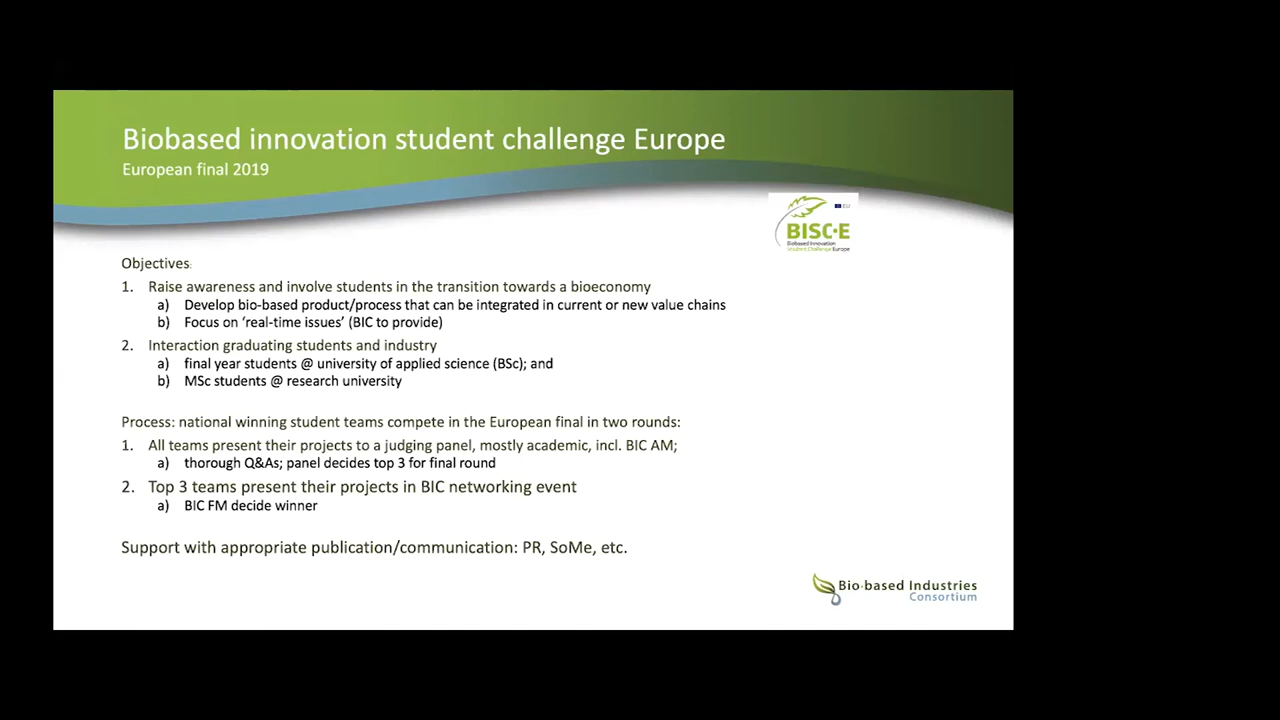 Biobased innovation student challenge Europe
European final 2019
EU
BISC·E
Biobased Innovation
Student Challenge Europe
Objectives:
1. Raise awareness and involve students in the transition towards a bioeconomy
a) Develop bio-based product/process that can be integrated in current or new value chains
b) Focus on ‘real-time issues’ (BIC to provide)
2. Interaction graduating students and industry
a) final year students @ university of applied science (BSc); and
b) MSc students @ research university
Process: national winning student teams compete in the European final in two rounds:
1. All teams present their projects to a judging panel, mostly academic, incl. BIC AM;
a) thorough Q&As; panel decides top 3 for final round
2. Top 3 teams present their projects in BIC networking event
a) BIC FM decide winner
Support with appropriate publication/communication: PR, SoMe, etc.
Bio-based Industries
Consortium